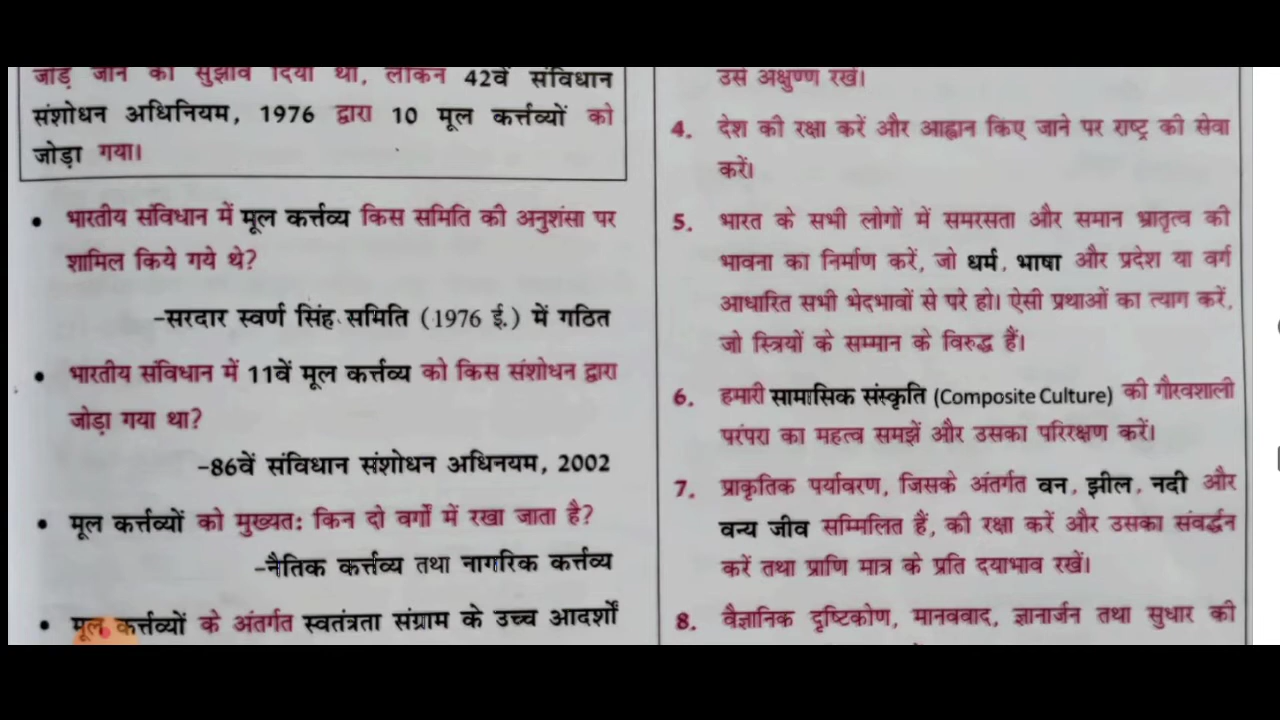 जोड़े जाने का सुझाव दिया था, लेकिन 42वें संविधान
संशोधन अधिनियम, 1976 द्वारा 10 मूल कर्त्तव्यों को
जोड़ा गया।
• भारतीय संविधान में मूल कर्त्तव्य किस समिति की अनुशंसा पर
शामिल किये गये थे?
-सरदार स्वर्ण सिंह समिति (1976 ई.) में गठित
• भारतीय संविधान में 11वें मूल कर्त्तव्य को किस संशोधन द्वारा
जोड़ा गया था?
-86वें संविधान संशोधन अधिनयम, 2002
• मूल कर्त्तव्यों को मुख्यतः किन दो वर्गों में रखा जाता है?
-नैतिक कर्त्तव्य तथा नागरिक कर्त्तव्य
• मूल कर्त्तव्यों के अंतर्गत स्वतंत्रता संग्राम के उच्च आदर्शों
उसे अक्षुण्ण रखें।
4. देश की रक्षा करें और आह्वान किए जाने पर राष्ट्र की सेवा
करें।
5. भारत के सभी लोगों में समरसता और समान भ्रातृत्व की
भावना का निर्माण करें, जो धर्म, भाषा और प्रदेश या वर्ग
आधारित सभी भेदभावों से परे हो। ऐसी प्रथाओं का त्याग करें,
जो स्त्रियों के सम्मान के विरुद्ध हैं।
6. हमारी सामासिक संस्कृति (Composite Culture) की गौरवशाली
परंपरा का महत्व समझें और उसका परिरक्षण करें।
7. प्राकृतिक पर्यावरण, जिसके अंतर्गत वन, झील, नदी और
वन्य जीव सम्मिलित हैं, की रक्षा करें और उसका संवर्द्धन
करें तथा प्राणि मात्र के प्रति दयाभाव रखें।
8. वैज्ञानिक दृष्टिकोण, मानववाद, ज्ञानार्जन तथा सुधार की